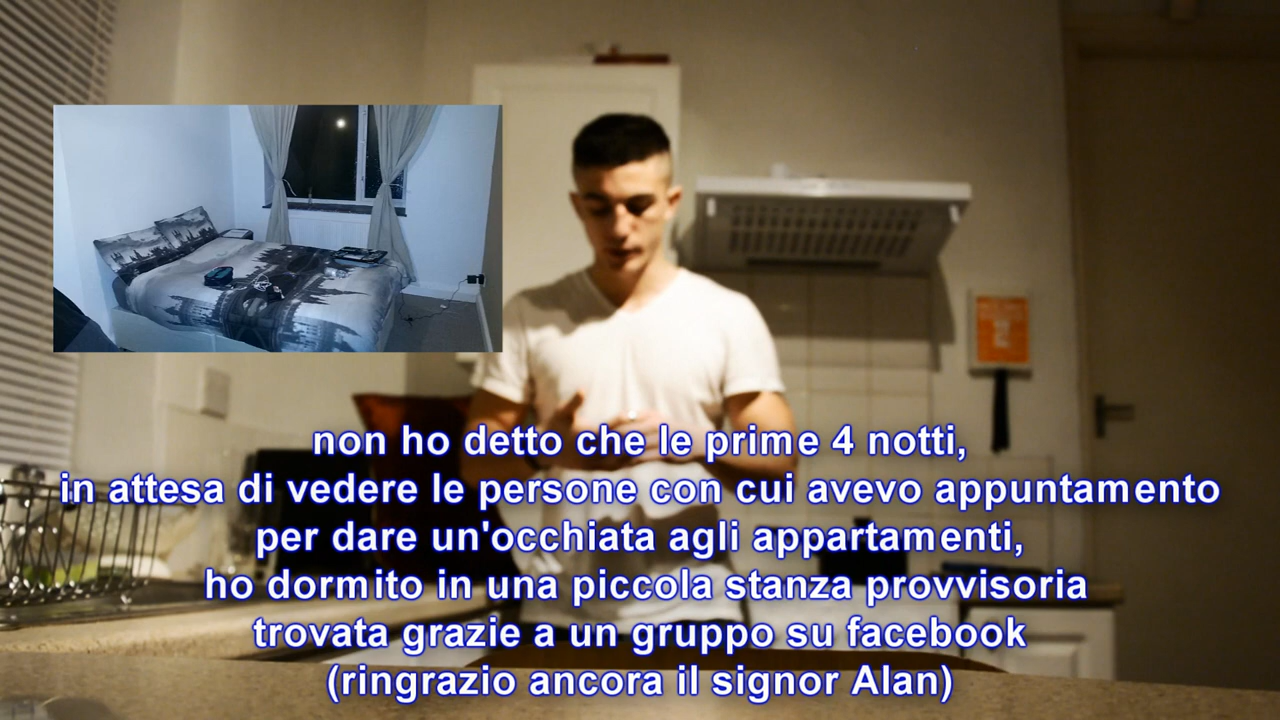 non ho detto che le prime 4 notti,
in attesa di vedere le persone con cui avevo appuntamento
per dare un'occhiata agli appartamenti,
ho dormito in una piccola stanza provvisoria
trovata grazie a un gruppo su facebook
(ringrazio ancora il signor Alan)